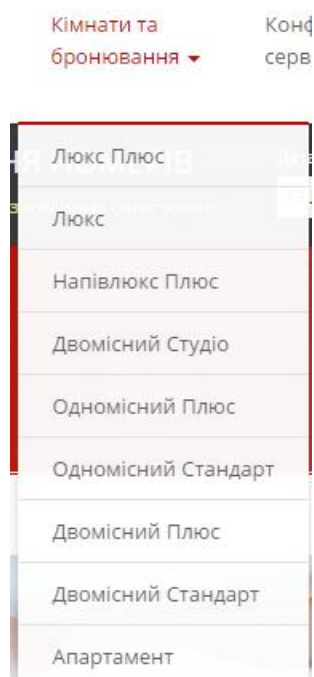 Кімнати та
бронювання
Люкс Плюс
Люкс
Напівлюкс Плюс
Двомісний Студіо
Одномісний Плюс
Одномісний Стандарт
Двомісний Плюс
Двомісний Стандарт
Апартамент